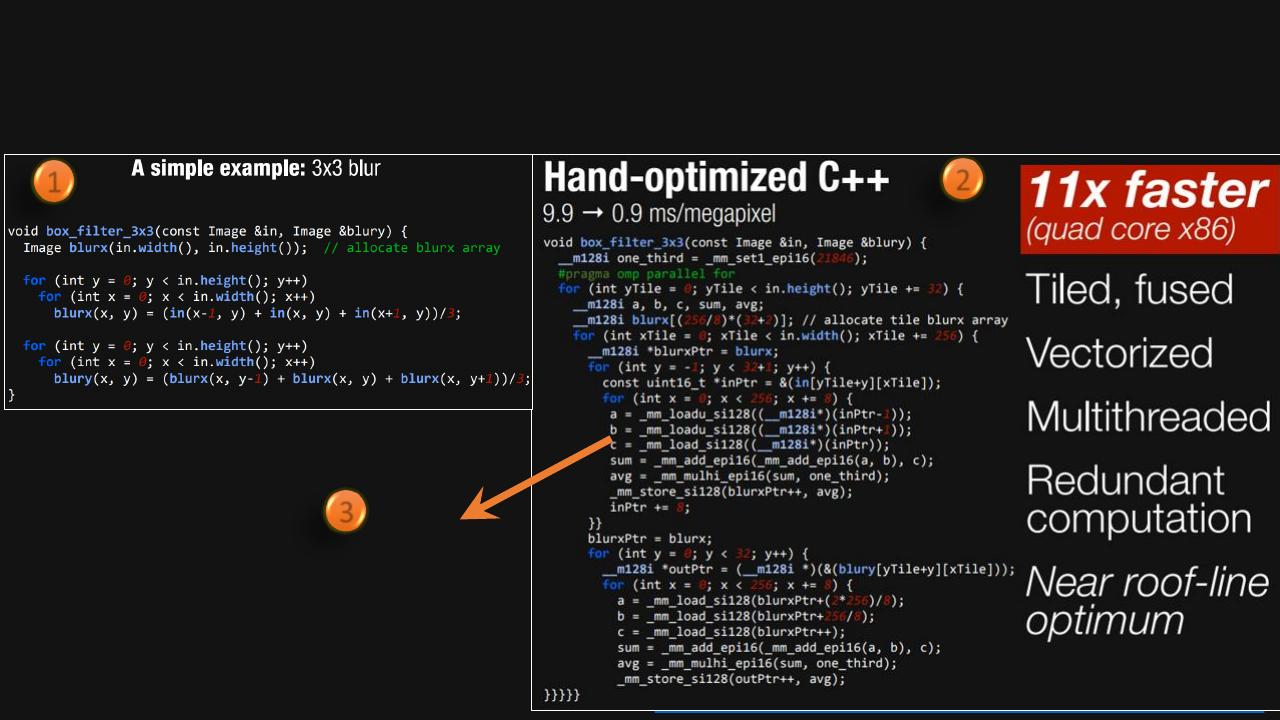 1
A simple example: 3x3 blur
void box_filter_3x3(const Image &in, Image &blury) {
  Image blurx(in.width(), in.height());  // allocate blurx array
  for (int y = 0; y < in.height(); y++)
    for (int x = 0; x < in.width(); x++)
      blurx(x, y) = (in(x-1, y) + in(x, y) + in(x+1, y))/3;
  for (int y = 0; y < in.height(); y++)
    for (int x = 0; x < in.width(); x++)
      blury(x, y) = (blurx(x, y-1) + blurx(x, y) + blurx(x, y+1))/3;
}
3
Hand-optimized C++
2
9.9 → 0.9 ms/megapixel
void box_filter_3x3(const Image &in, Image &blury) {
  __m128i one_third = _mm_set1_epi16(21846);
  #pragma omp parallel for
  for (int yTile = 0; yTile < in.height(); yTile += 32) {
    __m128i a, b, c, sum, avg;
    __m128i blurx[(256/8)*(32+2)]; // allocate tile blurx array
    for (int xTile = 0; xTile < in.width(); xTile += 256) {
      __m128i *blurxPtr = blurx;
      for (int y = -1; y < 32+1; y++) {
        const uint16_t *inPtr = &(in[yTile+y][xTile]);
        for (int x = 0; x < 256; x += 8) {
         a = _mm_loadu_si128((__m128i*)(inPtr-1));
         b = _mm_loadu_si128((__m128i*)(inPtr+1));
         c = _mm_load_si128((__m128i*)(inPtr));
         sum = _mm_add_epi16(_mm_add_epi16(a, b), c);
         avg = _mm_mulhi_epi16(sum, one_third);
         _mm_store_si128(blurxPtr++, avg);
         inPtr += 8;
      }}
      blurxPtr = blurx;
      for (int y = 0; y < 32; y++) {
        __m128i *outPtr = (__m128i *)(&(blury[yTile+y][xTile]));
        for (int x = 0; x < 256; x += 8) {
          a = _mm_load_si128(blurxPtr+(2*256)/8);
          b = _mm_load_si128(blurxPtr+256/8);
          c = _mm_load_si128(blurxPtr++);
          sum = _mm_add_epi16(_mm_add_epi16(a, b), c);
          avg = _mm_mulhi_epi16(sum, one_third);
          _mm_store_si128(outPtr++, avg);
}}}}}
11x faster
(quad core x86)
Tiled, fused
Vectorized
Multithreaded
Redundant
computation
Near roof-line
optimum